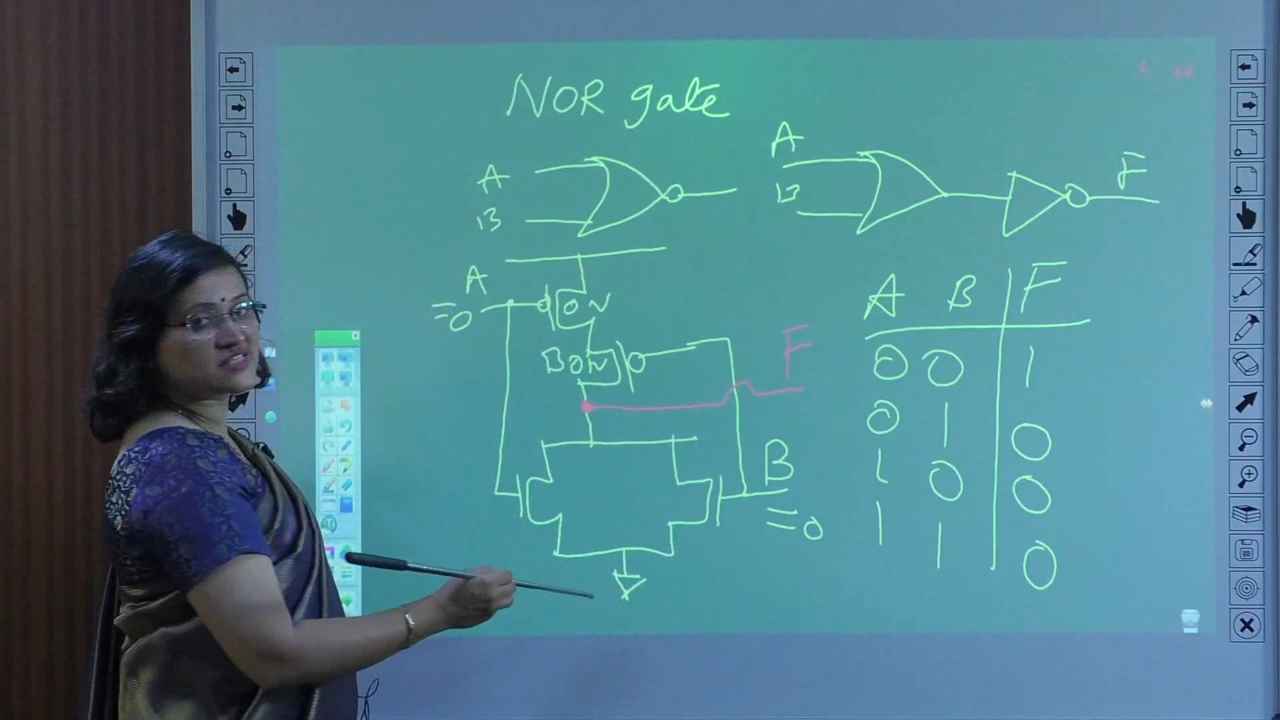 NOR gate
A
B
A
B
F
A
=0
ON
B ON
F
B
=0
A B F
0 0 1
0 1 0
1 0 0
1 1 0